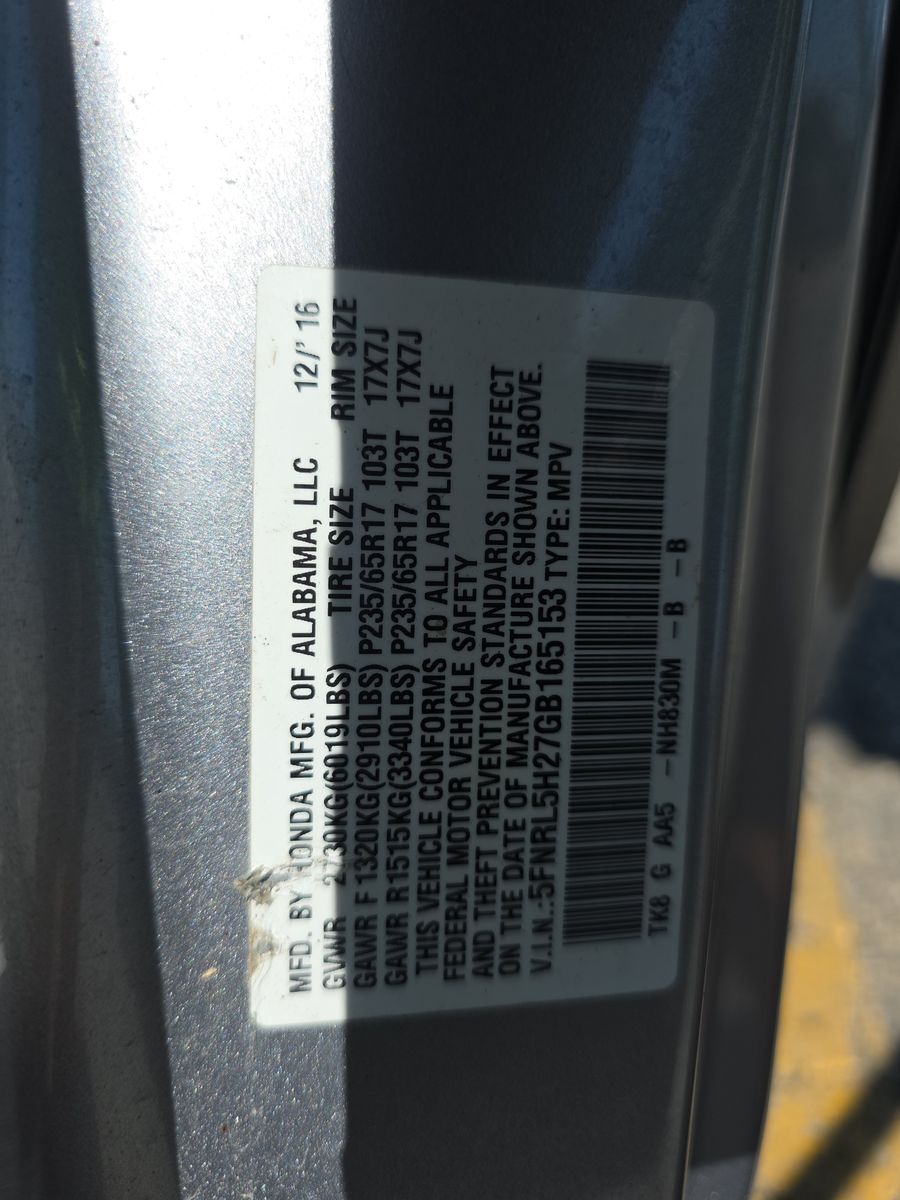 MFD. BY HONDA MFG. OF ALABAMA, LLC 12/' 16
GVWR 2730KG(6019LBS) TIRE SIZE RIM SIZE
GAWR F 1320KG(2910LBS) P235/65R17 103T 17X7J
GAWR R1515KG(3340LBS) P235/65R17 103T 17X7J
THIS VEHICLE CONFORMS TO ALL APPLICABLE
FEDERAL MOTOR VEHICLE SAFETY
AND THEFT PREVENTION STANDARDS IN EFFECT
ON THE DATE OF MANUFACTURE SHOWN ABOVE.
V.I.N.:5FNRL5H27GB165153 TYPE: MPV
TK8 G AA5 -NH830M -B -B